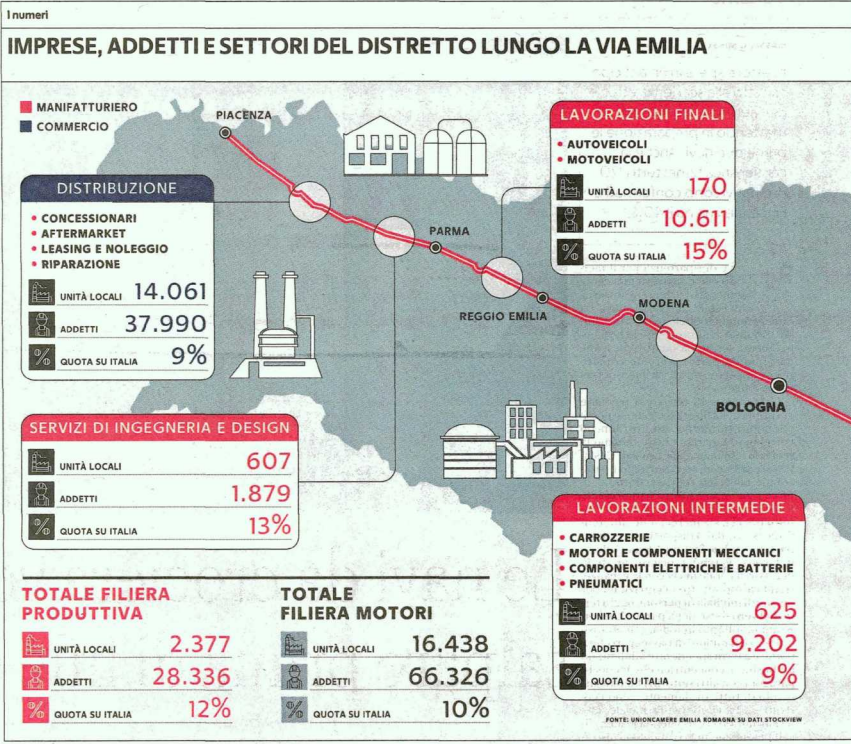 I numeri
IMPRESE, ADDETTI E SETTORI DEL DISTRETTO LUNGO LA VIA EMILIA
MANIFATTURIERO
COMMERCIO
PIACENZA
PARMA
REGGIO EMILIA
MODENA
BOLOGNA
DISTRIBUZIONE
• CONCESSIONARI
• AFTERMARKET
• LEASING E NOLEGGIO
• RIPARAZIONE
UNITÀ LOCALI 14.061
ADDETTI 37.990
% QUOTA SU ITALIA 9%
LAVORAZIONI FINALI
• AUTOVEICOLI
• MOTOVEICOLI
UNITÀ LOCALI 170
ADDETTI 10.611
% QUOTA SU ITALIA 15%
SERVIZI DI INGEGNERIA E DESIGN
UNITÀ LOCALI 607
ADDETTI 1.879
% QUOTA SU ITALIA 13%
LAVORAZIONI INTERMEDIE
• CARROZZERIE
• MOTORI E COMPONENTI MECCANICI
• COMPONENTI ELETTRICHE E BATTERIE
• PNEUMATICI
UNITÀ LOCALI 625
ADDETTI 9.202
% QUOTA SU ITALIA 9%
TOTALE FILIERA
PRODUTTIVA
UNITÀ LOCALI 2.377
ADDETTI 28.336
% QUOTA SU ITALIA 12%
TOTALE
FILIERA MOTORI
UNITÀ LOCALI 16.438
ADDETTI 66.326
% QUOTA SU ITALIA 10%
FONTE: UNIONCAMERE EMILIA ROMAGNA SU DATI STOCKVIEW